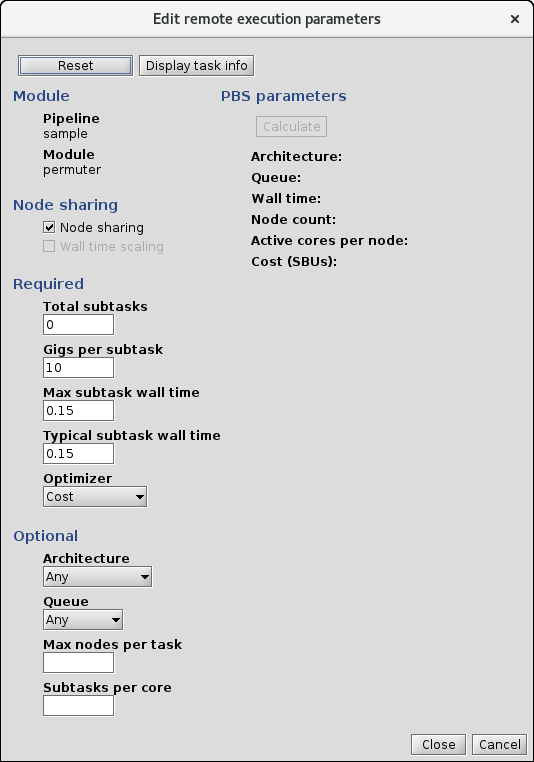 Edit remote execution parameters
Reset
Display task info
Module
Pipeline
sample
Module
permuter
Node sharing
Node sharing
Wall time scaling
Required
Total subtasks
0
Gigs per subtask
10
Max subtask wall time
0.15
Typical subtask wall time
0.15
Optimizer
Cost
Optional
Architecture
Any
Queue
Any
Max nodes per task
Subtasks per core
PBS parameters
Calculate
Architecture:
Queue:
Wall time:
Node count:
Active cores per node:
Cost (SBUs):
Close
Cancel